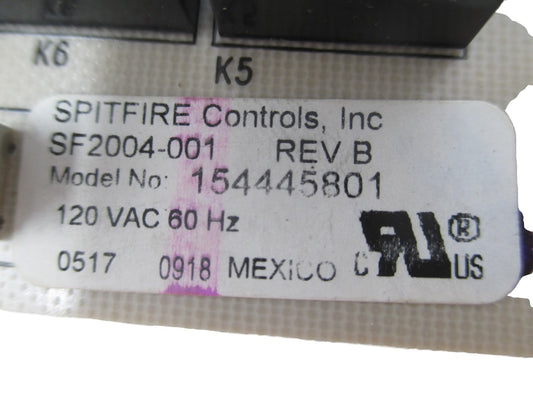 K6
K5
SPITFIRE Controls, Inc
SF2004-001 REV B
Model No: 154445801
120 VAC 60 Hz
0517 0918 MEXICO C RU ® US